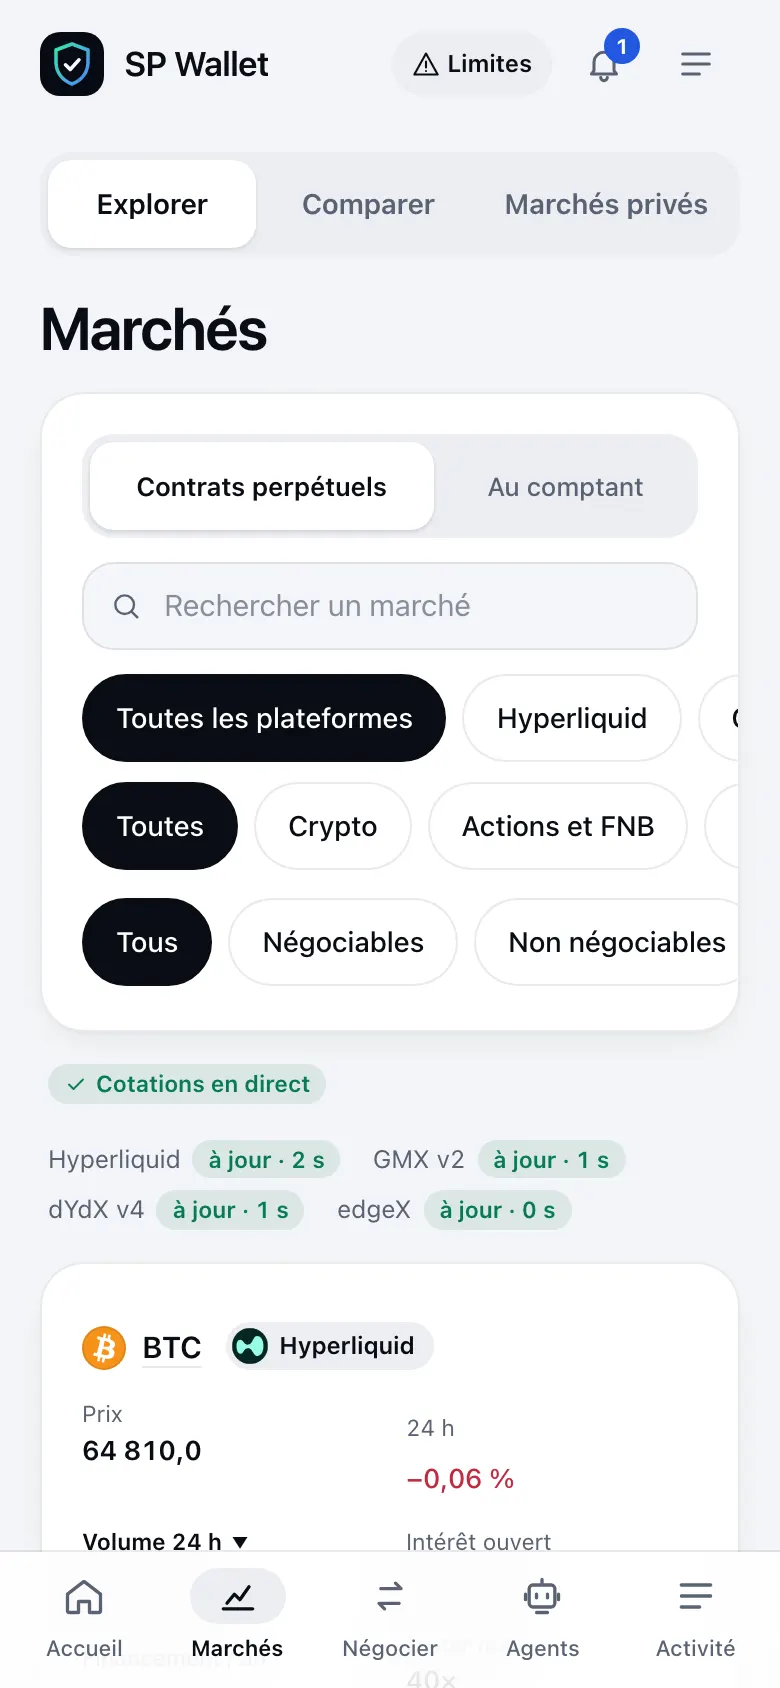 SP Wallet
Limites
1
Explorer
Comparer
Marchés privés
Marchés
Contrats perpétuels
Au comptant
Rechercher un marché
Toutes les plateformes
Hyperliquid
Toutes
Crypto
Actions et FNB
Tous
Négociables
Non négociables
Cotations en direct
Hyperliquid à jour · 2 s GMX v2 à jour · 1 s
dYdX v4 à jour · 1 s edgeX à jour · 0 s
BTC
Hyperliquid
Prix
64 810,0
24 h
−0,06 %
Volume 24 h ▼
Intérêt ouvert
40×
Accueil
Marchés
Négocier
Agents
Activité